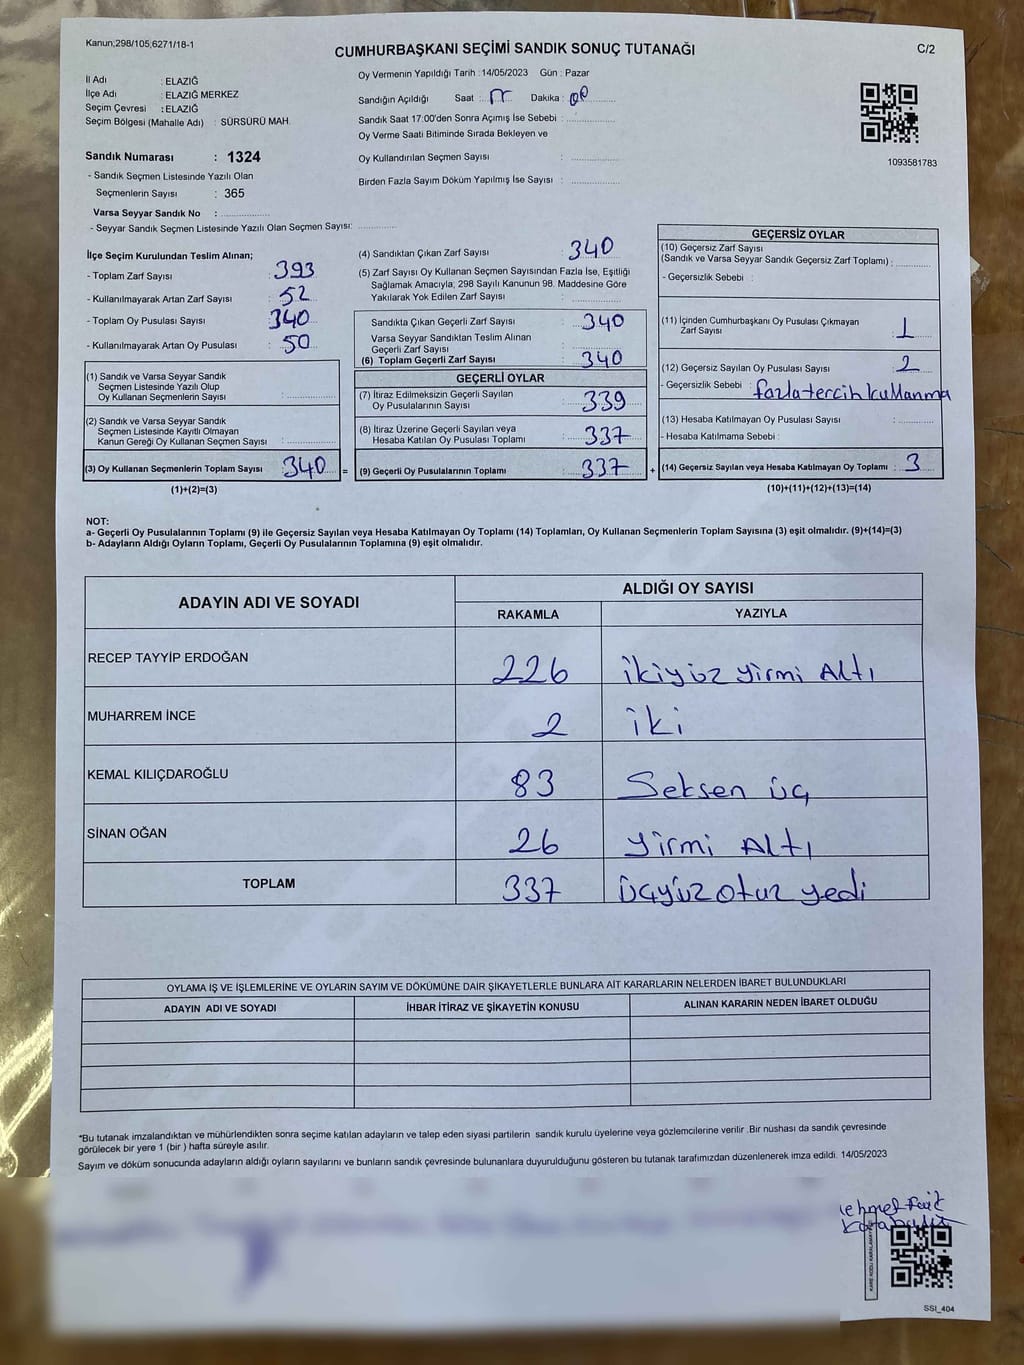 Kanun;298/105,6271/18-1
CUMHURBAŞKANI SEÇİMİ SANDIK SONUÇ TUTANAĞI
C/2
İl Adı : ELAZIĞ
İlçe Adı : ELAZIĞ MERKEZ
Seçim Çevresi : ELAZIĞ
Seçim Bölgesi (Mahalle Adı) : SÜRSÜRÜ MAH.
Sandık Numarası : 1324
- Sandık Seçmen Listesinde Yazılı Olan
Seçmenlerin Sayısı : 365
Varsa Seyyar Sandık No :
- Seyyar Sandık Seçmen Listesinde Yazılı Olan Seçmen Sayısı:
Oy Vermenin Yapıldığı Tarih :14/05/2023 Gün : Pazar
Sandığın Açıldığı Saat : Dakika :
Sandık Saat 17:00'den Sonra Açımış İse Sebebi :
Oy Verme Saati Bitiminde Sırada Bekleyen ve
Oy Kullandırılan Seçmen Sayısı :
Birden Fazla Sayım Döküm Yapılmış İse Sayısı :
1093581783
İlçe Seçim Kurulundan Teslim Alınan;
- Toplam Zarf Sayısı : 393
- Kullanılmayarak Artan Zarf Sayısı : 52
- Toplam Oy Pusulası Sayısı : 340
- Kullanılmayarak Artan Oy Pusulası : 50
(1) Sandık ve Varsa Seyyar Sandık
Seçmen Listesinde Yazılı Olup
Oy Kullanan Seçmenlerin Sayısı :
(2) Sandık ve Varsa Seyyar Sandık
Seçmen Listesinde Kayıtlı Olmayan
Kanun Gereği Oy Kullanan Seçmen Sayısı :
(3) Oy Kullanan Seçmenlerin Toplam Sayısı : 340 =
(1)+(2)=(3)
(4) Sandıktan Çıkan Zarf Sayısı : 340
(5) Zarf Sayısı Oy Kullanan Seçmen Sayısından Fazla İse, Eşitliği
Sağlamak Amacıyla, 298 Sayılı Kanunun 98. Maddesine Göre
Yakılarak Yok Edilen Zarf Sayısı :
Sandıkta Çıkan Geçerli Zarf Sayısı : 340
Varsa Seyyar Sandıktan Teslim Alınan
Geçerli Zarf Sayısı :
(6) Toplam Geçerli Zarf Sayısı : 340
GEÇERLİ OYLAR
(7) İtiraz Edilmeksizin Geçerli Sayılan
Oy Pusulalarının Sayısı : 339
(8) İtiraz Üzerine Geçerli Sayılan veya
Hesaba Katılan Oy Pusulası Toplamı : 337
(9) Geçerli Oy Pusulalarının Toplamı : 337 +
GEÇERSİZ OYLAR
(10) Geçersiz Zarf Sayısı
(Sandık ve Varsa Seyyar Sandık Geçersiz Zarf Toplamı) :
- Geçersizlik Sebebi :
(11) İçinden Cumhurbaşkanı Oy Pusulası Çıkmayan
Zarf Sayısı : 1
(12) Geçersiz Sayılan Oy Pusulası Sayısı : 2
- Geçersizlik Sebebi : fazla tercih kullanma
(13) Hesaba Katılmayan Oy Pusulası Sayısı :
- Hesaba Katılmama Sebebi :
(14) Geçersiz Sayılan veya Hesaba Katılmayan Oy Toplamı : 3
(10)+(11)+(12)+(13)=(14)
NOT:
a- Geçerli Oy Pusulalarının Toplamı (9) ile Geçersiz Sayılan veya Hesaba Katılmayan Oy Toplamı (14) Toplamları, Oy Kullanan Seçmenlerin Toplam Sayısına (3) eşit olmalıdır. (9)+(14)=(3)
b- Adayların Aldığı Oyların Toplamı, Geçerli Oy Pusulalarının Toplamına (9) eşit olmalıdır.
ADAYIN ADI VE SOYADI
ALDIĞI OY SAYISI
RAKAMLA YAZIYLA
RECEP TAYYİP ERDOĞAN 226 ikiyüz yirmi Altı
MUHARREM İNCE 2 iki
KEMAL KILIÇDAROĞLU 83 Seksen üç
SİNAN OĞAN 26 yirmi Altı
TOPLAM 337 üçyüz otuz yedi
OYLAMA İŞ VE İŞLEMLERİNE VE OYLARIN SAYIM VE DÖKÜMÜNE DAİR ŞİKAYETLERLE BUNLARA AİT KARARLARIN NELERDEN İBARET BULUNDUKLARI
ADAYIN ADI VE SOYADI İHBAR İTİRAZ VE ŞİKAYETİN KONUSU ALINAN KARARIN NEDEN İBARET OLDUĞU
*Bu tutanak imzalandıktan ve mühürlendikten sonra seçime katılan adayların ve talep eden siyasi partilerin sandık kurulu üyelerine veya gözlemcilerine verilir .Bir nüshası da sandık çevresinde
görülecek bir yere 1 (bir ) hafta süreyle asılır.
Sayım ve döküm sonucunda adayların aldığı oyların sayılarını ve bunların sandık çevresinde bulunanlara duyurulduğunu gösteren bu tutanak tarafımızdan düzenlenerek imza edildi. 14/05/2023
SSI_404